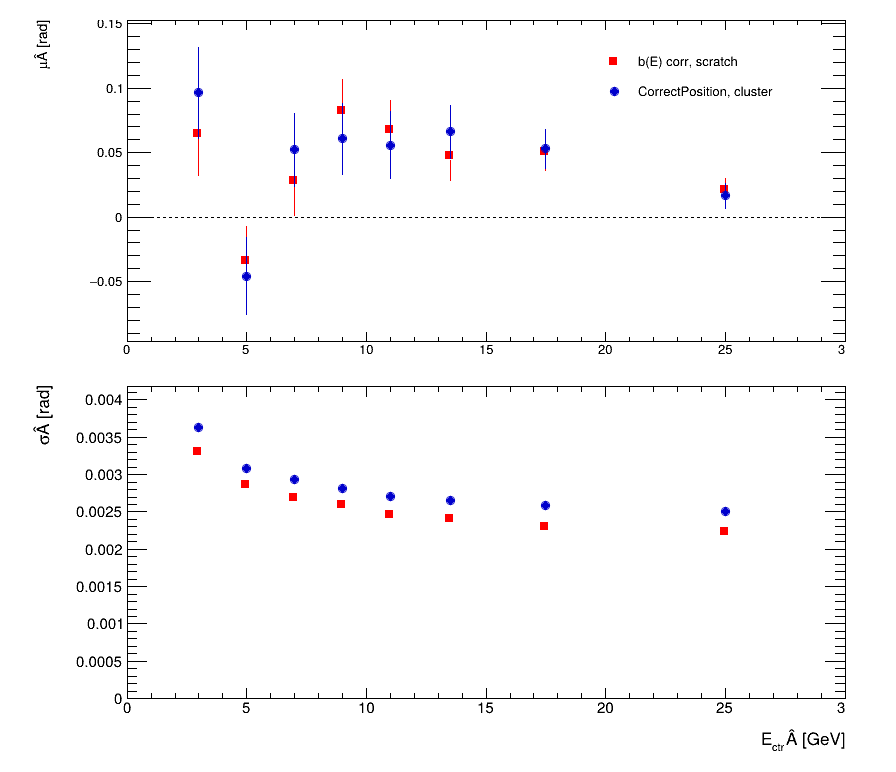 0.15
μÂ [rad]
b(E) corr, scratch
0.1
CorrectPosition, cluster
0.05
0
−0.05
0 5 10 15 20 25 3
σÂ [rad]
0.004
0.0035
0.003
0.0025
0.002
0.0015
0.001
0.0005
0
0 5 10 15 20 25 3
EctrÂ [GeV]